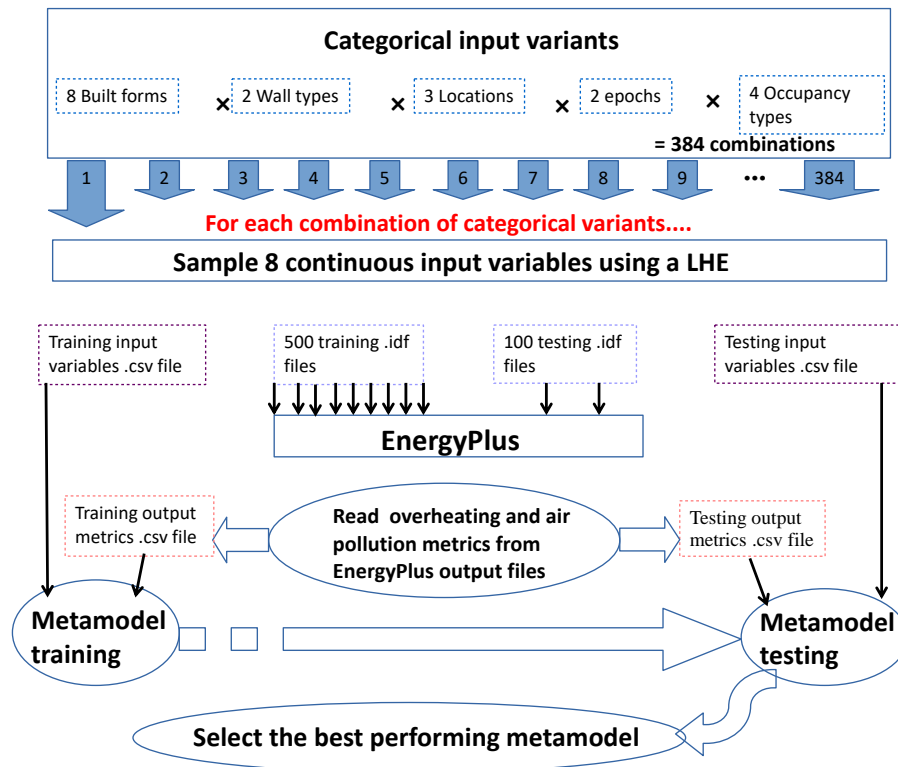 Categorical input variants
8 Built forms × 2 Wall types × 3 Locations × 2 epochs × 4 Occupancy
types
= 384 combinations
1 2 3 4 5 6 7 8 9 ... 384
For each combination of categorical variants....
Sample 8 continuous input variables using a LHE
Training input
variables .csv file
500 training .idf
files
100 testing .idf
files
Testing input
variables .csv file
EnergyPlus
Training output
metrics .csv file
Read overheating and air
pollution metrics from
EnergyPlus output files
Testing output
metrics .csv file
Metamodel
training
Metamodel
testing
Select the best performing metamodel